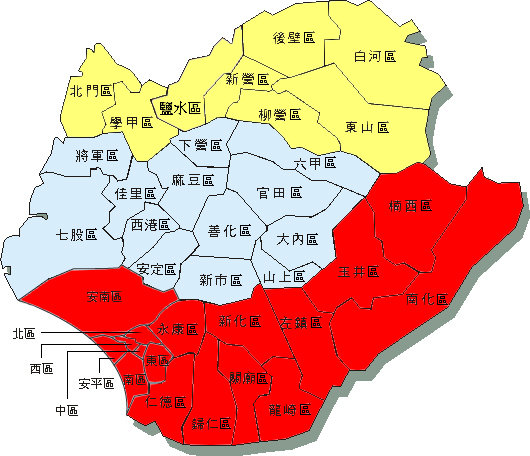 後壁區
白河區
新營區
北門區
鹽水區
學甲區
柳營區
東山區
下營區
將軍區
六甲區
麻豆區
佳里區
官田區
楠西區
西港區
七股區
善化區
大內區
安定區
玉井區
新市區
山上區
安南區
南化區
北區
永康區
新化區
左鎮區
西區
東區
安平區
南區
關廟區
中區
仁德區
龍崎區
歸仁區